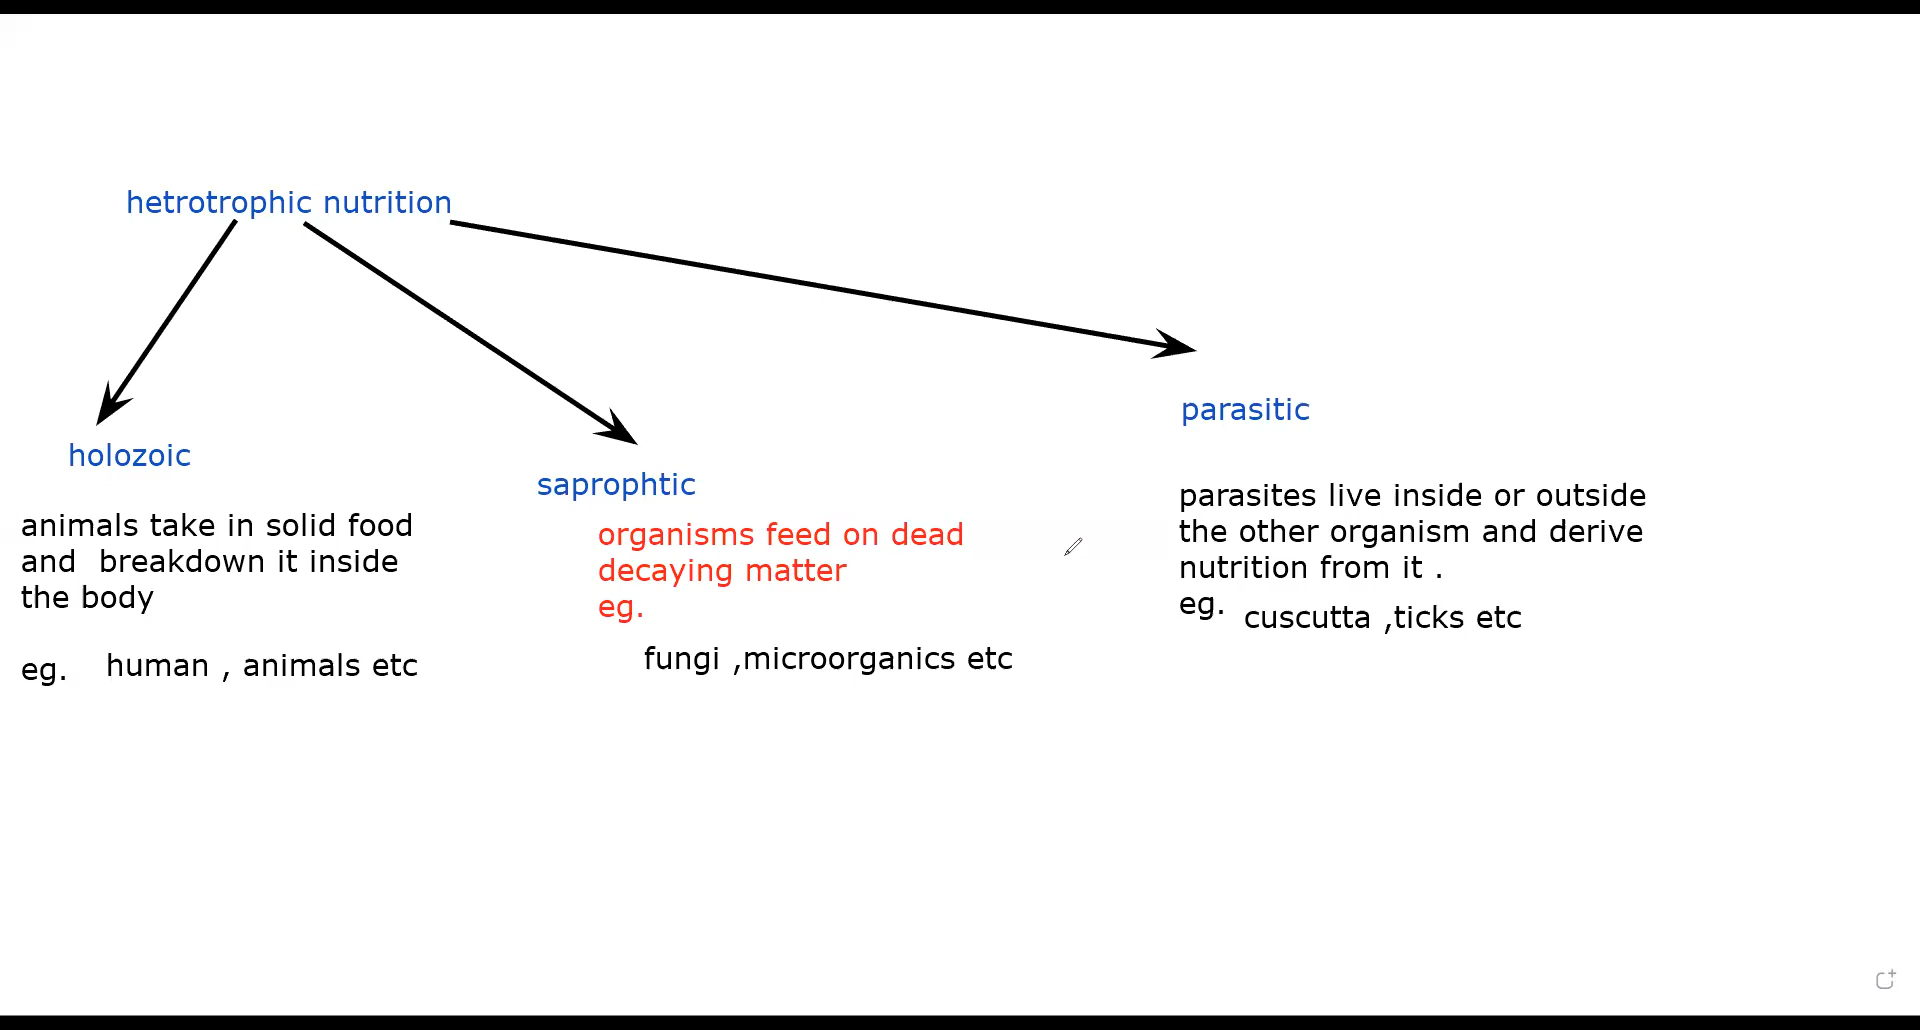 hetrotrophic nutrition
holozoic
animals take in solid food
and  breakdown it inside
the body
eg.   human , animals etc
saprophtic
organisms feed on dead
decaying matter
eg.
fungi ,microorganics etc
parasitic
parasites live inside or outside
the other organism and derive
nutrition from it .
eg.  cuscutta ,ticks etc